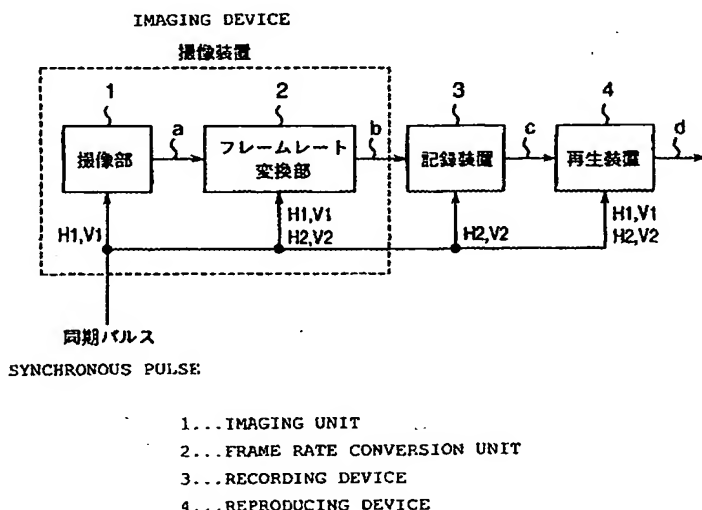 IMAGING DEVICE
撮像装置
1
2
3
4
撮像部
a
フレームレート
変換部
b
記録装置
c
再生装置
d
H1,V1
H1,V1
H2,V2
H2,V2
H1,V1
H2,V2
同期パルス
SYNCHRONOUS PULSE
1...IMAGING UNIT
2...FRAME RATE CONVERSION UNIT
3...RECORDING DEVICE
4...REPRODUCING DEVICE